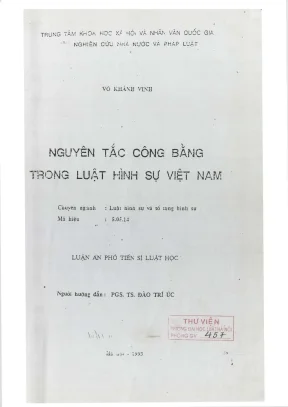 TRUNG TÂM KHOA HỌC XÃ HỘI VÀ NHÂN VĂN QUỐC GIA
NGHIÊN CỨU NHÀ NƯỚC VÀ PHÁP LUẬT
VÕ KHÁNH VINH
NGUYÊN TẮC CÔNG BẰNG
TRONG LUẬT HÌNH SỰ VIỆT NAM
Chuyên ngành : Luật hình sự và tố tụng hình sự
Mã hiệu : 5.05.14
LUẬN ÁN PHÓ TIẾN SĨ LUẬT HỌC
Người hướng dẫn: PGS. TS. ĐÀO TRÍ ÚC
THƯ VIỆN
457